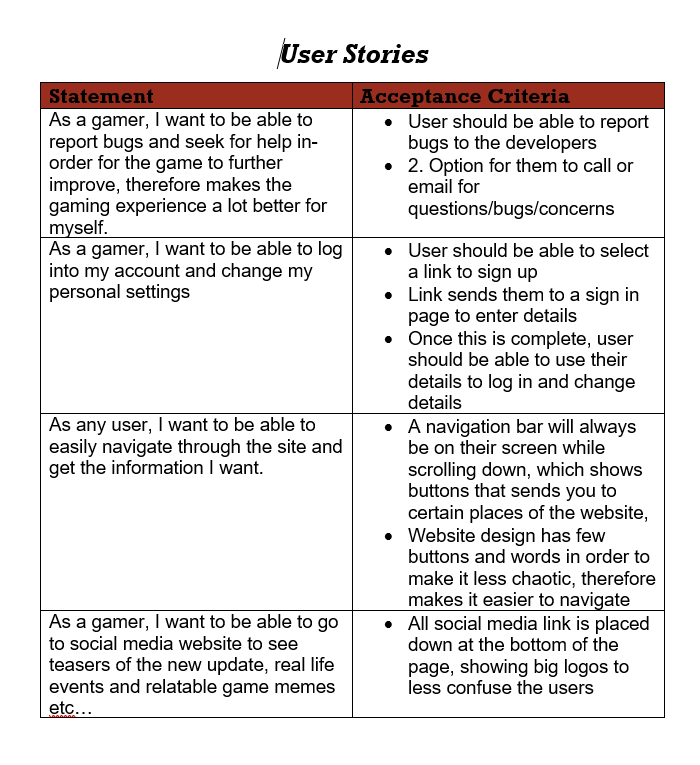 User Stories
Statement
Acceptance Criteria
As a gamer, I want to be able to
report bugs and seek for help in-
order for the game to further
improve, therefore makes the
gaming experience a lot better for
myself.
• User should be able to report
bugs to the developers
• 2. Option for them to call or
email for
questions/bugs/concerns
As a gamer, I want to be able to log
into my account and change my
personal settings
• User should be able to select
a link to sign up
• Link sends them to a sign in
page to enter details
• Once this is complete, user
should be able to use their
details to log in and change
details
As any user, I want to be able to
easily navigate through the site and
get the information I want.
• A navigation bar will always
be on their screen while
scrolling down, which shows
buttons that sends you to
certain places of the website,
• Website design has few
buttons and words in order to
make it less chaotic, therefore
makes it easier to navigate
As a gamer, I want to be able to go
to social media website to see
teasers of the new update, real life
events and relatable game memes
etc…
• All social media link is placed
down at the bottom of the
page, showing big logos to
less confuse the users